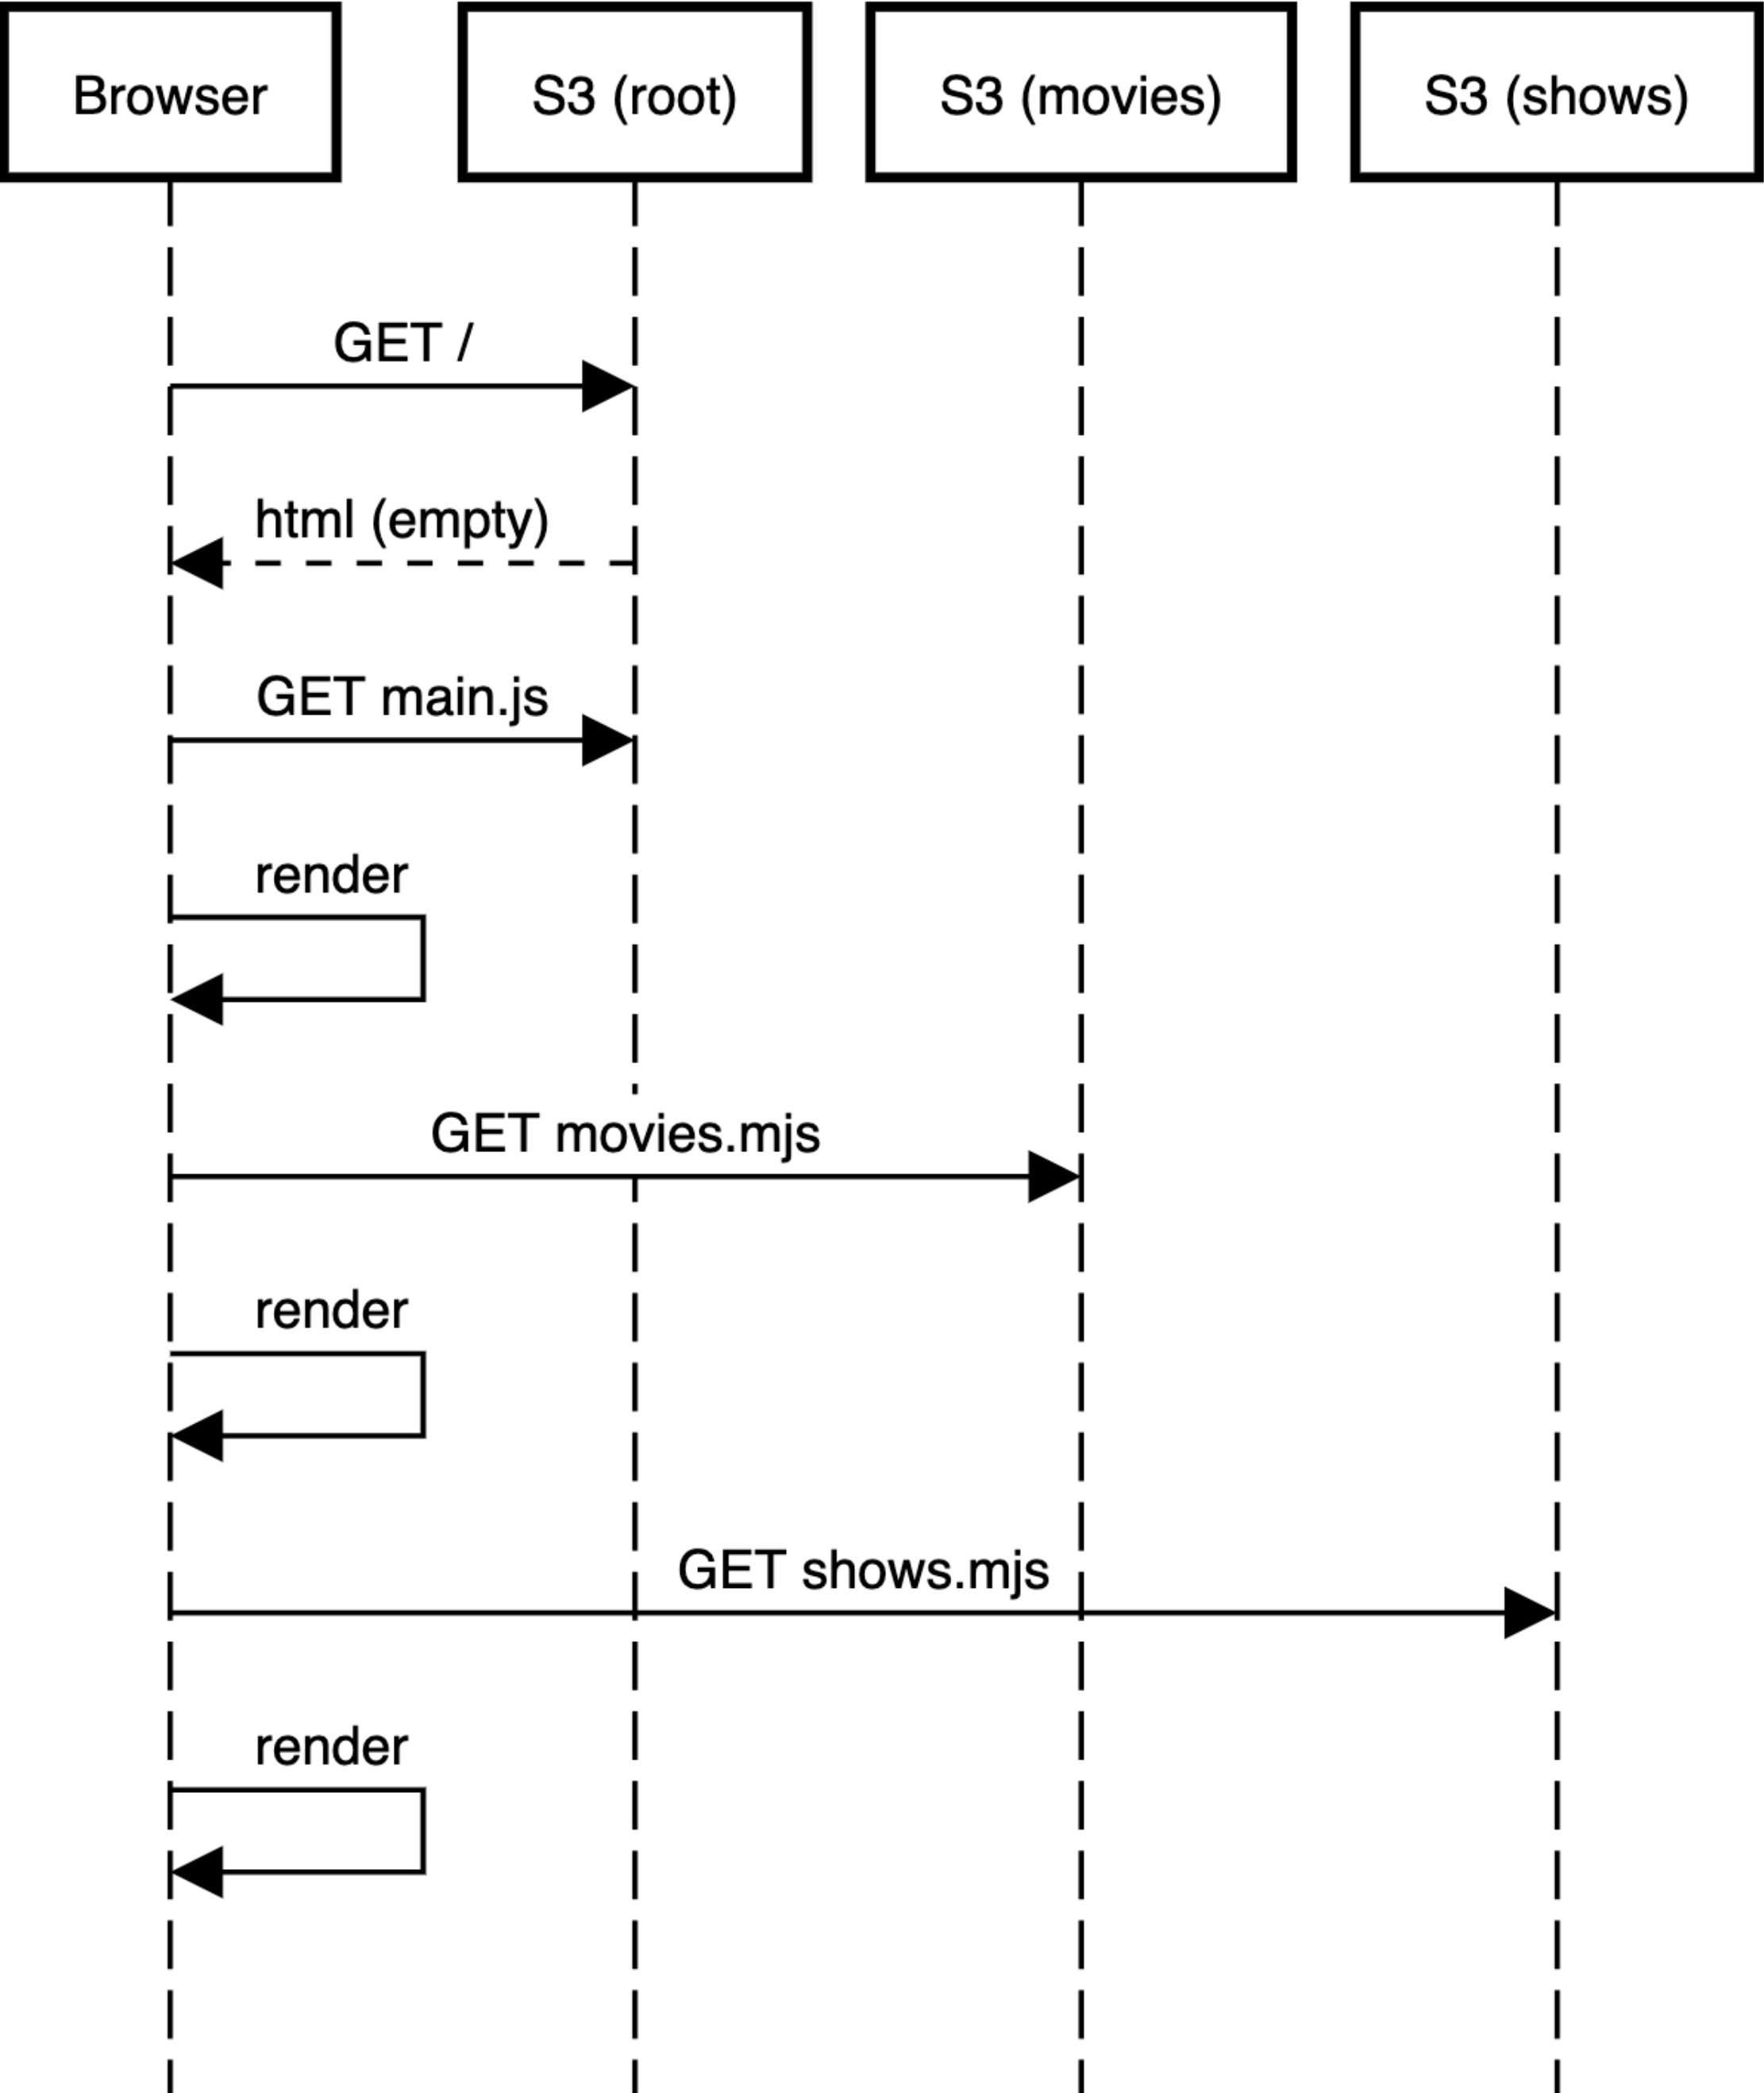 Browser
S3 (root)
S3 (movies)
S3 (shows)
GET /
html (empty)
GET main.js
render
GET movies.mjs
render
GET shows.mjs
render